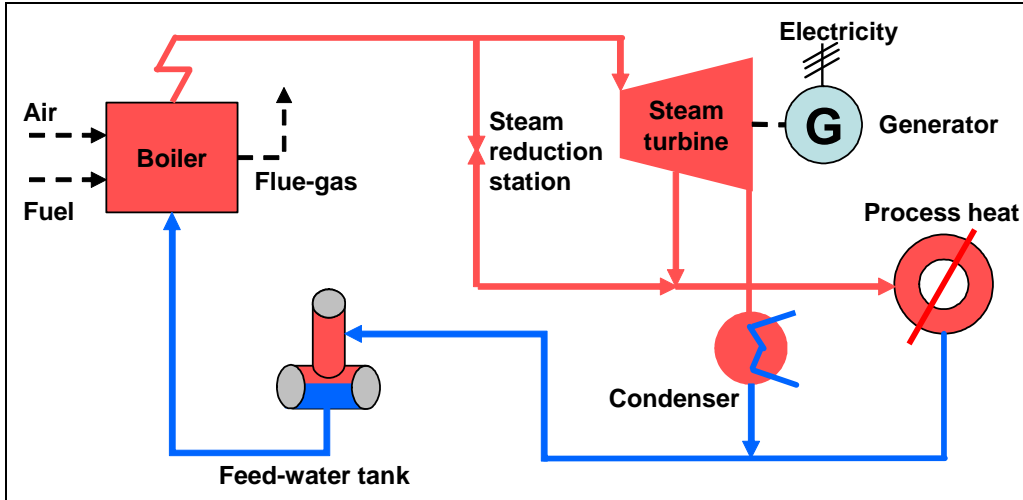 Electricity
Air
Steam
reduction
station
Steam
turbine
G
Generator
Boiler
Flue-gas
Fuel
Process heat
Condenser
Feed-water tank